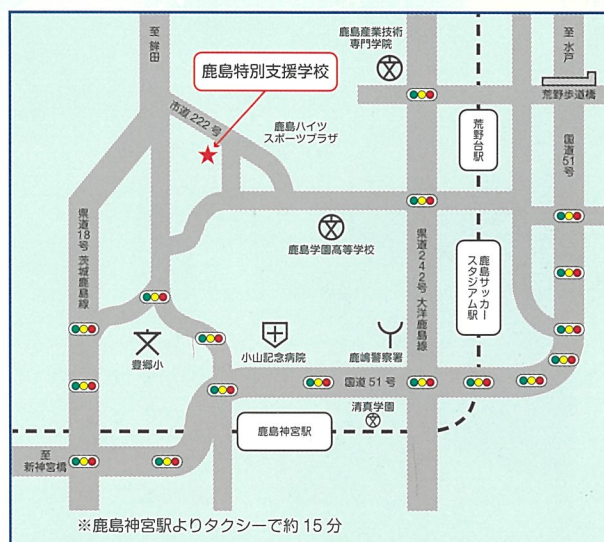 至 鉾田
鹿島特別支援学校
鹿島産業技術
専門学院
至 水戸
荒野歩道橋
市道222号
鹿島ハイツ
スポーツプラザ
荒野台駅
国道51号
県道18号 茨城鹿島線
鹿島学園高等学校
県道242号 大洋鹿島線
鹿島サッカー
スタジアム駅
豊郷小
小山記念病院
鹿嶋警察署
国道51号
清真学園
鹿島神宮駅
至
新神宮橋
※鹿島神宮駅よりタクシーで約15分